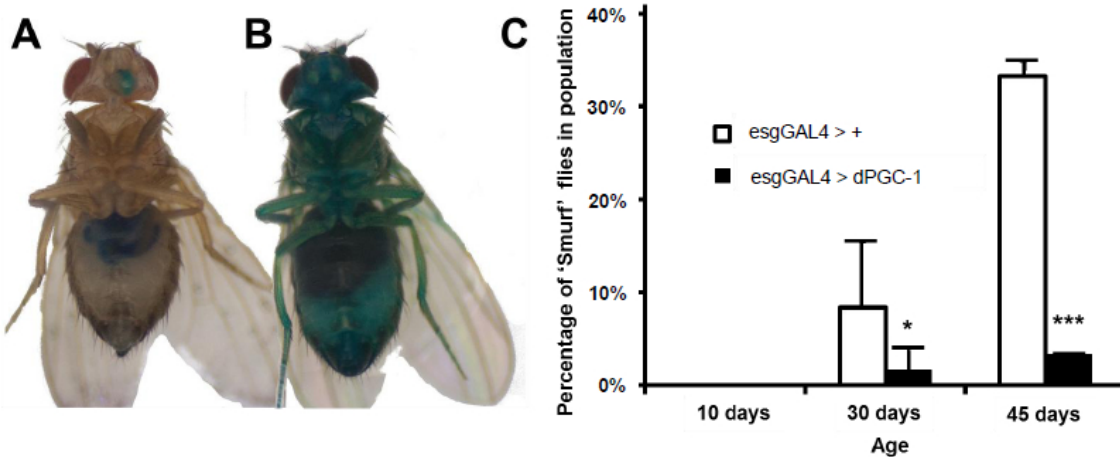 A
B
C
Percentage of 'Smurf' flies in population
40%
30%
20%
10%
0%
esgGAL4 > +
esgGAL4 > dPGC-1
*
***
10 days
30 days
45 days
Age